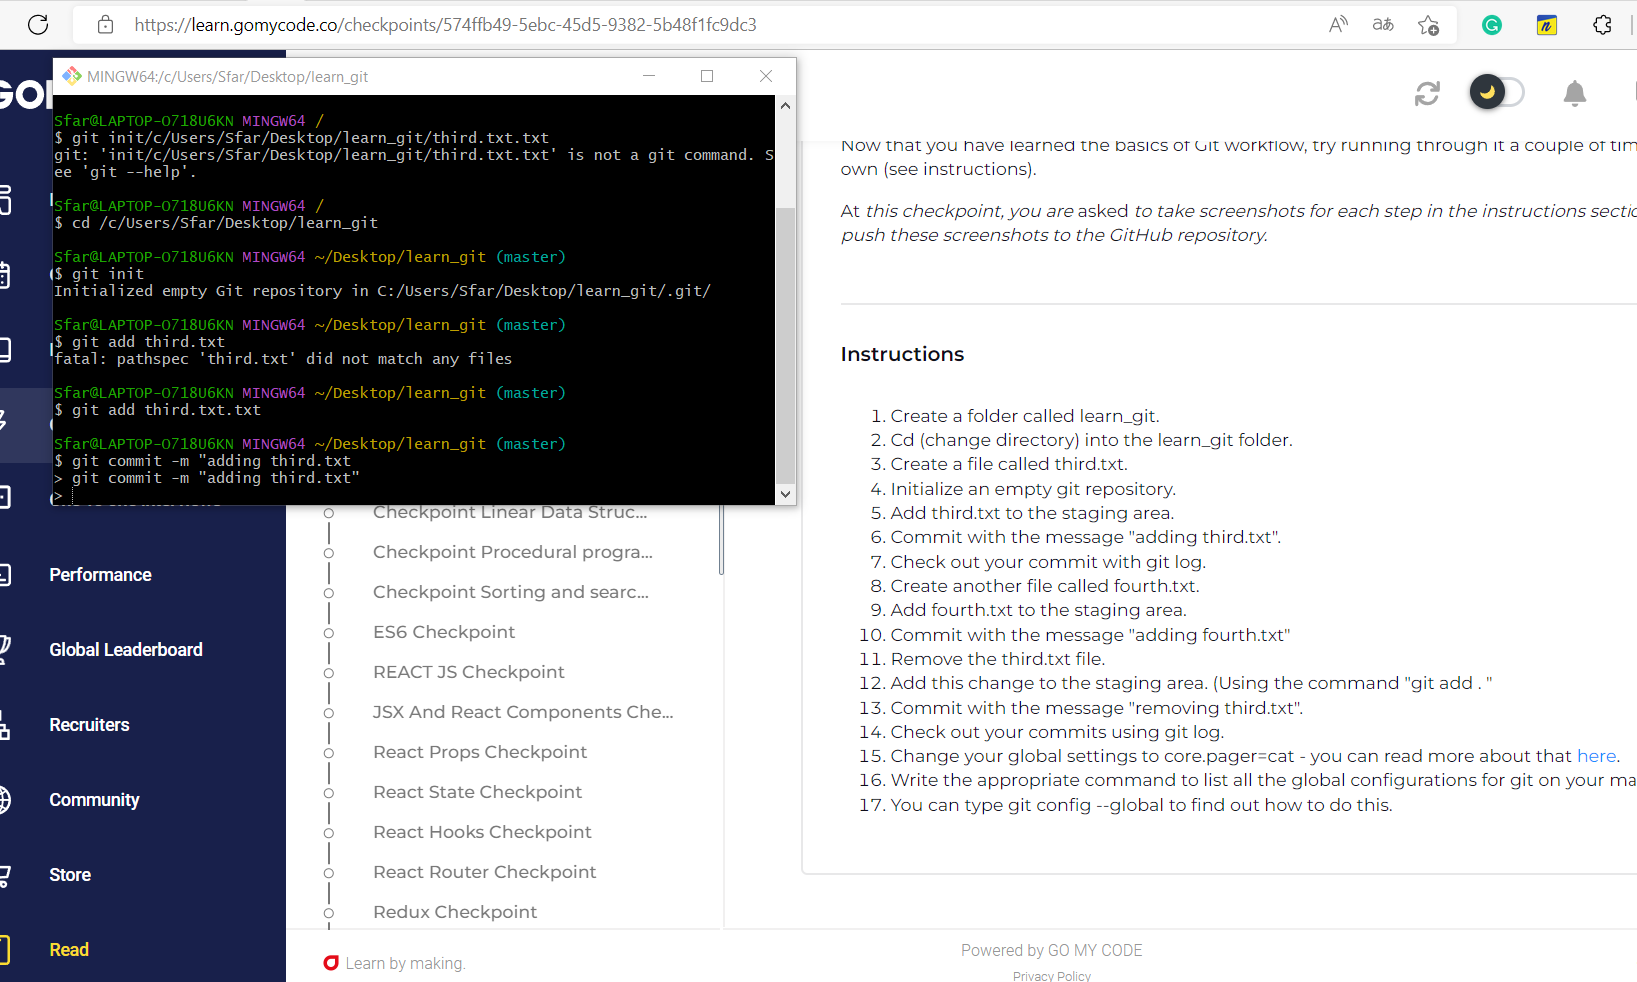 https://learn.gomycode.co/checkpoints/574ffb49-5ebc-45d5-9382-5b48f1fc9dc3
GO
MINGW64:/c/Users/Sfar/Desktop/learn_git
Sfar@LAPTOP-O718U6KN MINGW64 /
$ git init/c/Users/Sfar/Desktop/learn_git/third.txt.txt
git: 'init/c/Users/Sfar/Desktop/learn_git/third.txt.txt' is not a git command. S
ee 'git --help'.
Sfar@LAPTOP-O718U6KN MINGW64 /
$ cd /c/Users/Sfar/Desktop/learn_git
Sfar@LAPTOP-O718U6KN MINGW64 ~/Desktop/learn_git (master)
$ git init
Initialized empty Git repository in C:/Users/Sfar/Desktop/learn_git/.git/
Sfar@LAPTOP-O718U6KN MINGW64 ~/Desktop/learn_git (master)
$ git add third.txt
fatal: pathspec 'third.txt' did not match any files
Sfar@LAPTOP-O718U6KN MINGW64 ~/Desktop/learn_git (master)
$ git add third.txt.txt
Sfar@LAPTOP-O718U6KN MINGW64 ~/Desktop/learn_git (master)
$ git commit -m "adding third.txt
> git commit -m "adding third.txt"
>
Performance
Global Leaderboard
Recruiters
Community
Store
Read
Checkpoint Linear Data Struc...
Checkpoint Procedural progra...
Checkpoint Sorting and searc...
ES6 Checkpoint
REACT JS Checkpoint
JSX And React Components Che...
React Props Checkpoint
React State Checkpoint
React Hooks Checkpoint
React Router Checkpoint
Redux Checkpoint
Now that you have learned the basics of Git workflow, try running through it a couple of tim
own (see instructions).
At this checkpoint, you are asked to take screenshots for each step in the instructions sectio
push these screenshots to the GitHub repository.
Instructions
1. Create a folder called learn_git.
2. Cd (change directory) into the learn_git folder.
3. Create a file called third.txt.
4. Initialize an empty git repository.
5. Add third.txt to the staging area.
6. Commit with the message "adding third.txt".
7. Check out your commit with git log.
8. Create another file called fourth.txt.
9. Add fourth.txt to the staging area.
10. Commit with the message "adding fourth.txt"
11. Remove the third.txt file.
12. Add this change to the staging area. (Using the command "git add . "
13. Commit with the message "removing third.txt".
14. Check out your commits using git log.
15. Change your global settings to core.pager=cat - you can read more about that here.
16. Write the appropriate command to list all the global configurations for git on your ma
17. You can type git config --global to find out how to do this.
Learn by making.
Powered by GO MY CODE
Privacy Policy